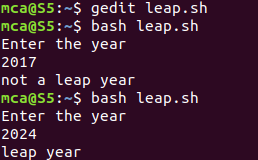 mca@S5:~$ gedit leap.sh
mca@S5:~$ bash leap.sh
Enter the year
2017
not a leap year
mca@S5:~$ bash leap.sh
Enter the year
2024
leap year